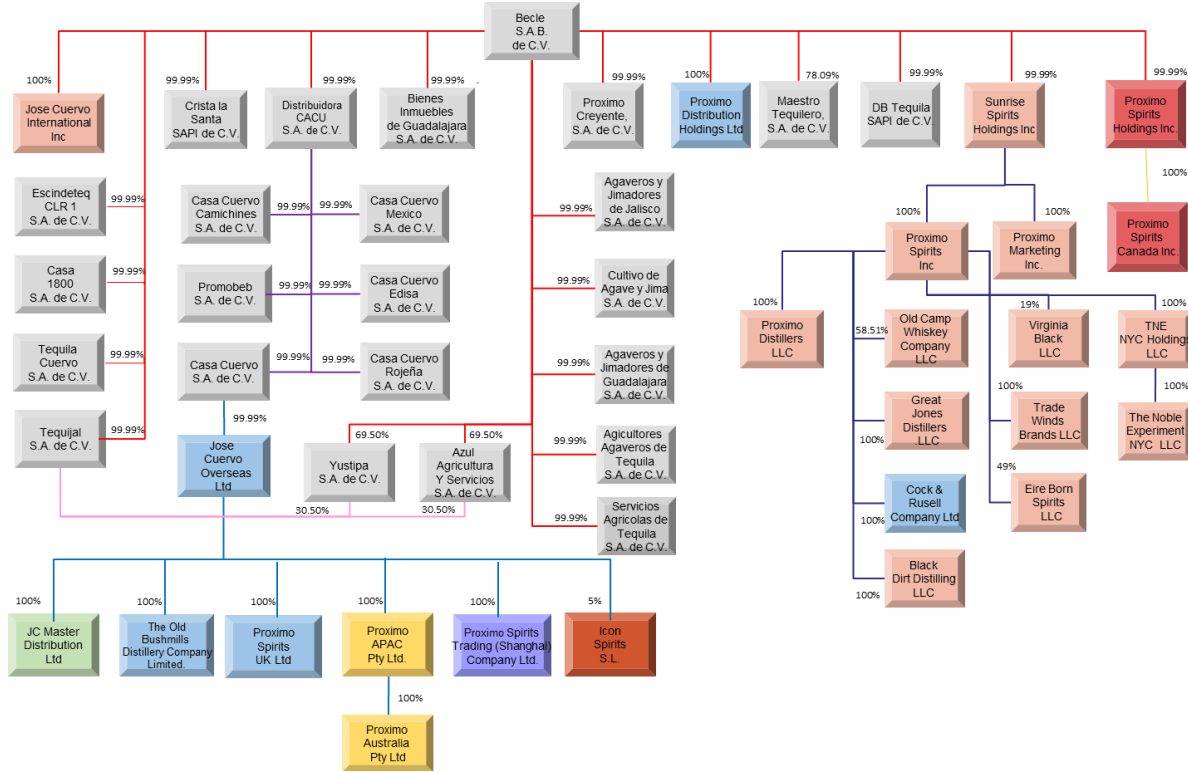 Becle
S.A.B.
de C.V.
100%
99.99%
99.99%
99.99%
99.99%
100%
78.09%
99.99%
99.99%
99.99%
Jose Cuervo
International
Inc
Crista la
Santa
SAPI de C.V.
Distribuidora
CACU
S.A. de C.V.
Bienes
Inmuebles
de Guadalajara
S.A. de C.V.
Proximo
Creyente,
S.A. de C.V.
Proximo
Distribution
Holdings Ltd
Maestro
Tequilero,
S.A. de C.V.
DB Tequila
SAPI de C.V.
Sunrise
Spirits
Holdings Inc
Proximo
Spirits
Holdings Inc.
100%
Escindeteq
CLR 1
S.A. de C.V.
99.99%
Casa Cuervo
Camichines
S.A. de C.V.
99.99%
99.99%
Casa Cuervo
Mexico
S.A. de C.V.
99.99%
Agaveros y
Jimadores
de Jalisco
S.A. de C.V.
100%
Proximo
Spirits
Inc
100%
Proximo
Marketing
Inc.
Proximo
Spirits
Canada Inc.
Casa
1800
S.A. de C.V.
99.99%
Promobeb
S.A. de C.V.
99.99%
99.99%
Casa Cuervo
Edisa
S.A. de C.V.
99.99%
Cultivo de
Agave y Jima
S.A. de C.V.
100%
Proximo
Distillers
LLC
58.51%
Old Camp
Whiskey
Company
LLC
19%
Virginia
Black
LLC
100%
TNE
NYC Holdings
LLC
Tequila
Cuervo
S.A. de C.V.
99.99%
Casa Cuervo
S.A. de C.V.
99.99%
99.99%
Casa Cuervo
Rojeña
S.A. de C.V.
99.99%
Agaveros y
Jimadores de
Guadalajara
S.A. de C.V.
100%
Great
Jones
Distillers
LLC
100%
Trade
Winds
Brands LLC
100%
The Noble
Experiment
NYC LLC
Tequijal
S.A. de C.V.
99.99%
99.99%
Jose
Cuervo
Overseas
Ltd
69.50%
Yustipa
S.A. de C.V.
30.50%
69.50%
Azul
Agricultura
Y Servicios
S.A. de C.V.
30.50%
99.99%
Agicultores
Agaveros de
Tequila
S.A. de C.V.
99.99%
Servicios
Agricolas de
Tequila
S.A. de C.V.
100%
Cock &
Rusell
Company Ltd
49%
Eire Born
Spirits
LLC
100%
Black
Dirt Distilling
LLC
100%
JC Master
Distribution
Ltd
100%
The Old
Bushmills
Distillery Company
Limited.
100%
Proximo
Spirits
UK Ltd
100%
Proximo
APAC
Pty Ltd.
100%
Proximo Spirits
Trading (Shanghai)
Company Ltd.
5%
Icon
Spirits
S.L.
100%
Proximo
Australia
Pty Ltd